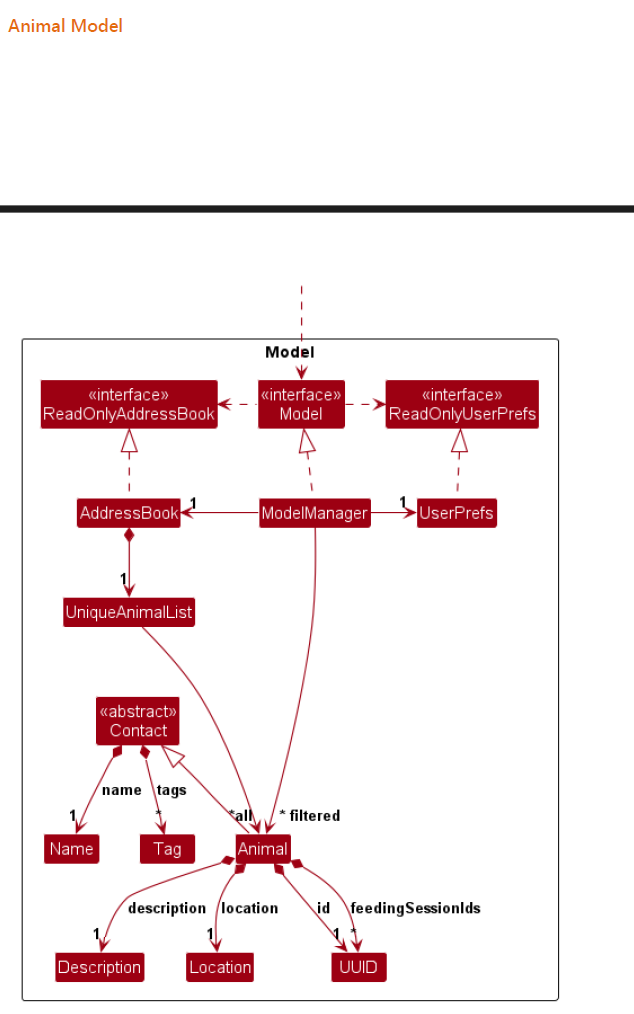 Animal Model
Model
«interface»
ReadOnlyAddressBook
«interface»
Model
«interface»
ReadOnlyUserPrefs
AddressBook
1
ModelManager
1
UserPrefs
1
UniqueAnimalList
«abstract»
Contact
name
tags
1
*
*all
* filtered
Name
Tag
Animal
description
location
id
feedingSessionIds
1
1
1
*
Description
Location
UUID